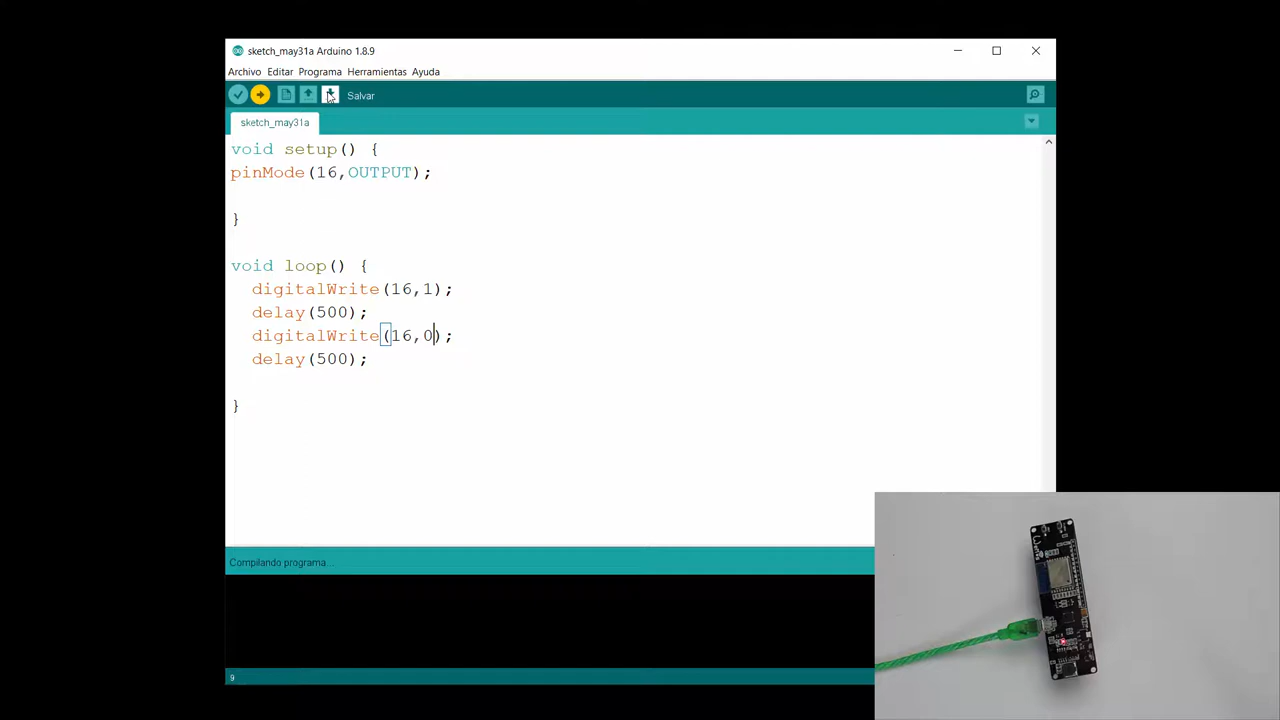 sketch_may31a Arduino 1.8.9
Archivo Editar Programa Herramientas Ayuda
Salvar
sketch_may31a
void setup() {
pinMode(16,OUTPUT);
}
void loop() {
digitalWrite(16,1);
delay(500);
digitalWrite(16,0);
delay(500);
}
Compilando programa...
9